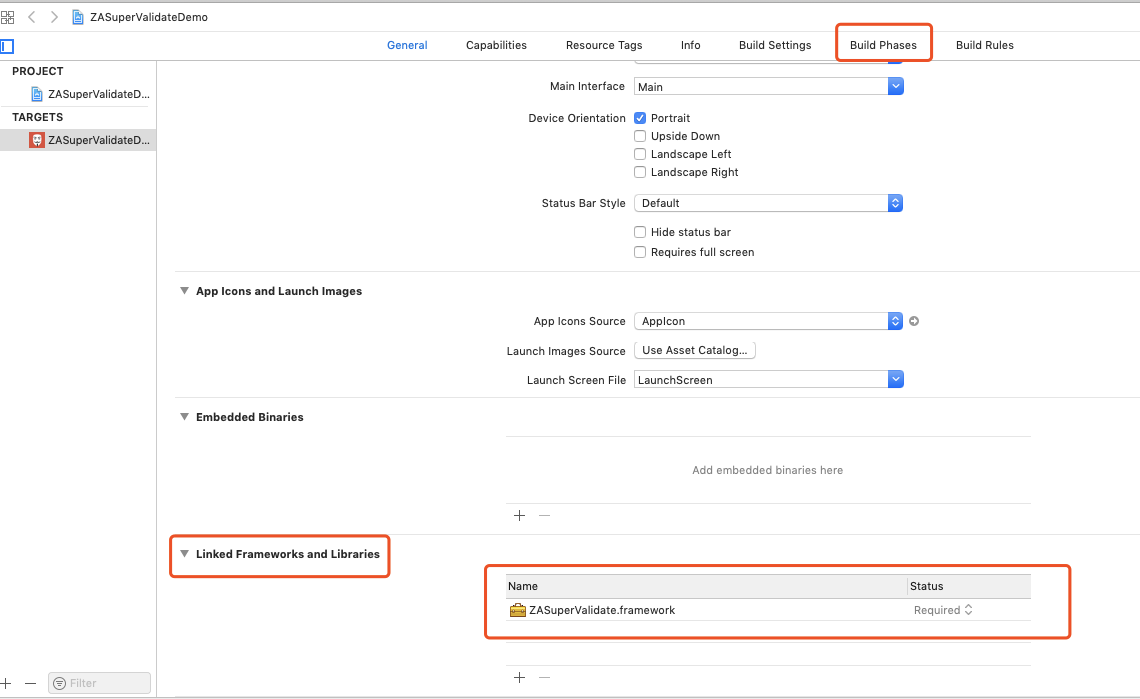 ZASuperValidateDemo
General Capabilities Resource Tags Info Build Settings Build Phases Build Rules
PROJECT
ZASuperValidateD...
TARGETS
ZASuperValidateD...
Main Interface Main
Device Orientation Portrait
Upside Down
Landscape Left
Landscape Right
Status Bar Style Default
Hide status bar
Requires full screen
App Icons and Launch Images
App Icons Source AppIcon
Launch Images Source Use Asset Catalog...
Launch Screen File LaunchScreen
Embedded Binaries
Add embedded binaries here
Linked Frameworks and Libraries
Name Status
ZASuperValidate.framework Required
Filter